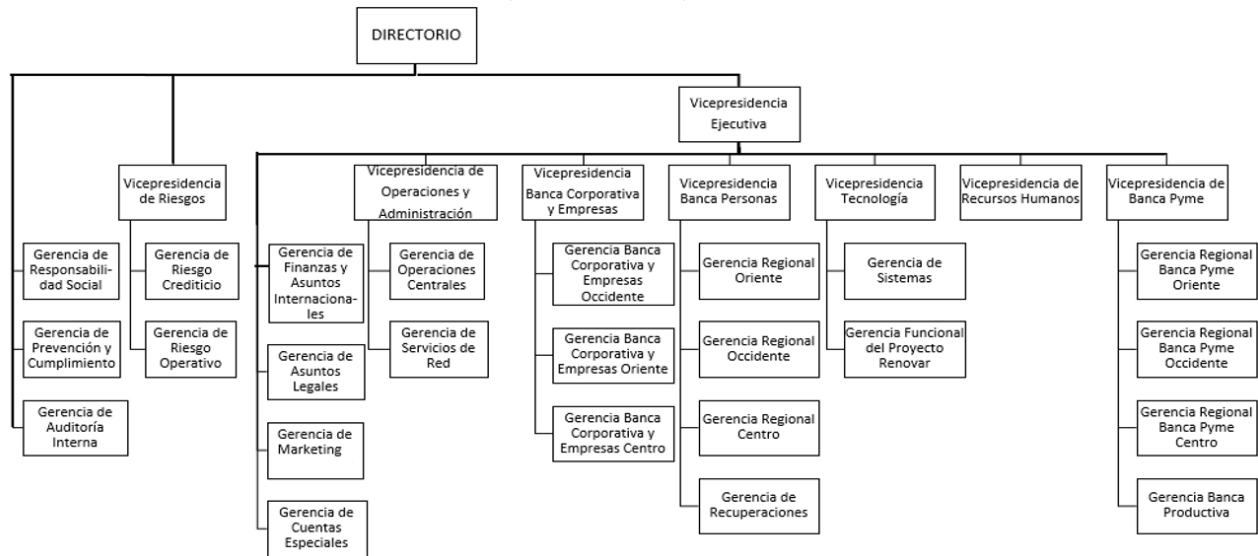 DIRECTORIO
Vicepresidencia
Ejecutiva
Vicepresidencia
de Riesgos
Vicepresidencia de
Operaciones y
Administración
Vicepresidencia
Banca Corporativa
y Empresas
Vicepresidencia
Banca Personas
Vicepresidencia
Tecnología
Vicepresidencia de
Recursos Humanos
Vicepresidencia de
Banca Pyme
Gerencia de
Responsabili-
dad Social
Gerencia de
Prevención y
Cumplimiento
Gerencia de
Auditoría
Interna
Gerencia de
Riesgo
Crediticio
Gerencia de
Riesgo
Operativo
Gerencia de
Finanzas y
Asuntos
Internaciona-
les
Gerencia de
Asuntos
Legales
Gerencia de
Marketing
Gerencia de
Cuentas
Especiales
Gerencia de
Operaciones
Centrales
Gerencia de
Servicios de
Red
Gerencia Banca
Corporativa y
Empresas
Occidente
Gerencia Banca
Corporativa y
Empresas Oriente
Gerencia Banca
Corporativa y
Empresas Centro
Gerencia Regional
Oriente
Gerencia Regional
Occidente
Gerencia Regional
Centro
Gerencia de
Recuperaciones
Gerencia de
Sistemas
Gerencia Funcional
del Proyecto
Renovar
Gerencia Regional
Banca Pyme
Oriente
Gerencia Regional
Banca Pyme
Occidente
Gerencia Regional
Banca Pyme
Centro
Gerencia Banca
Productiva